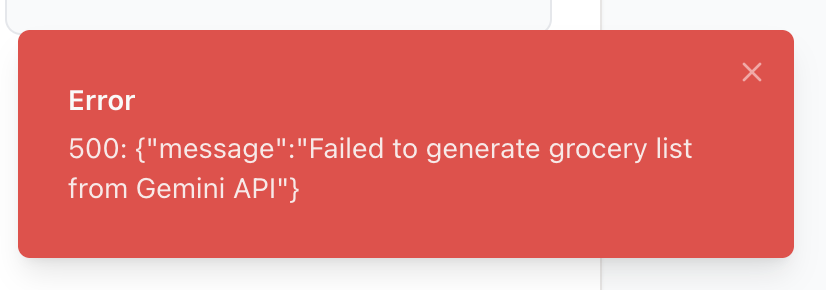 Error
500: {"message":"Failed to generate grocery list
from Gemini API"}